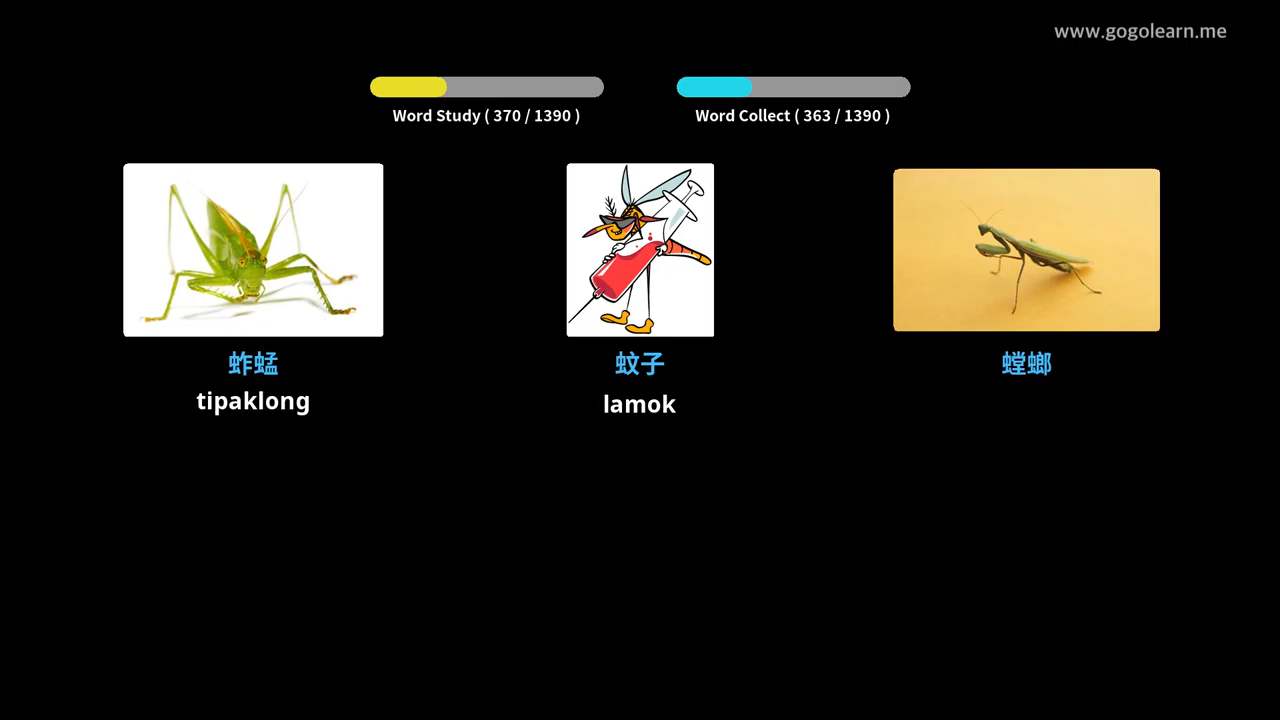 www.gogolearn.me
Word Study ( 370 / 1390 )
Word Collect ( 363 / 1390 )
蚱蜢
蚊子
螳螂
tipaklong
lamok